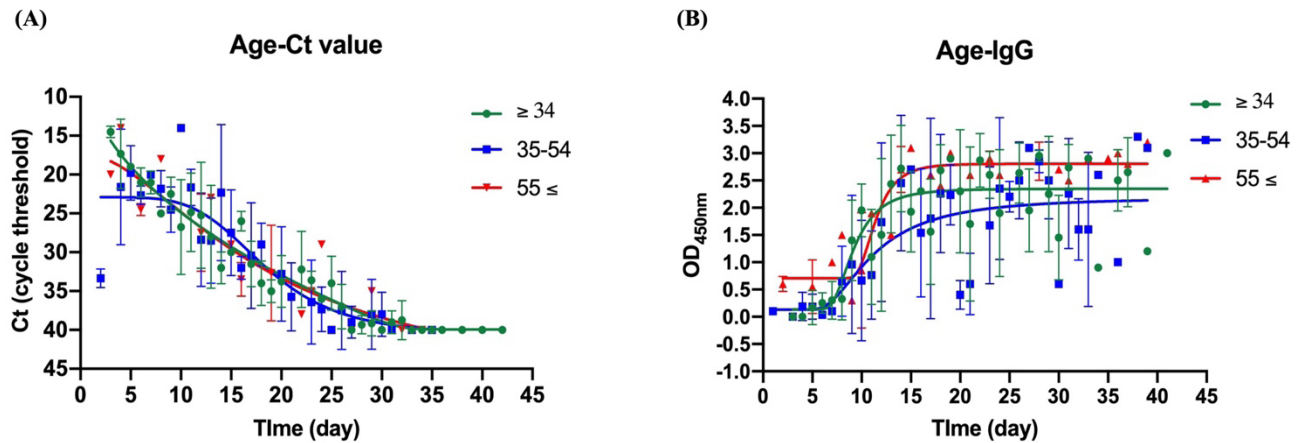 (A)
Age-Ct value
Ct (cycle threshold)
10
15
20
25
30
35
40
45
0 5 10 15 20 25 30 35 40 45
TIme (day)
≥ 34
35-54
55 ≤
(B)
Age-IgG
OD450nm
4.0
3.5
3.0
2.5
2.0
1.5
1.0
0.5
0.0
-0.5
-1.0
0 5 10 15 20 25 30 35 40 45
TIme (day)
≥ 34
35-54
55 ≤